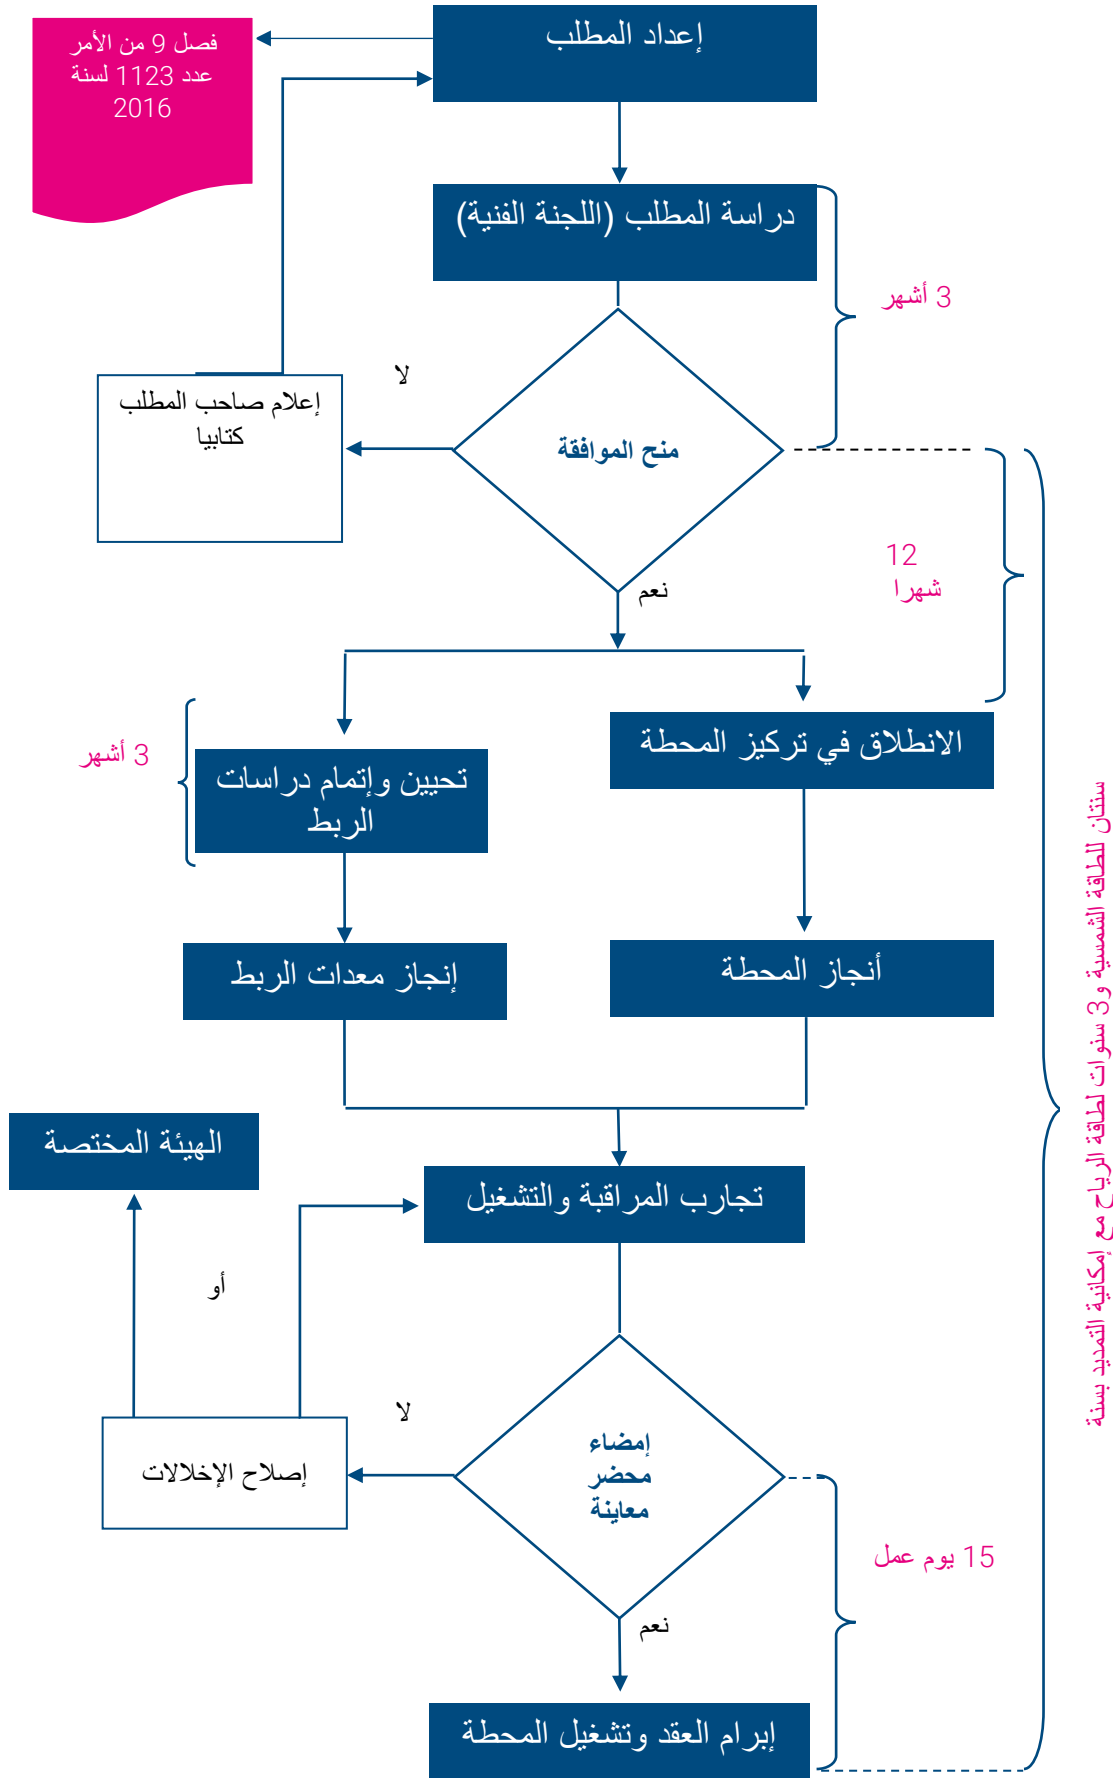 إعداد المطلب
فصل 9 من الأمر
عدد 1123 لسنة
2016
دراسة المطلب (اللجنة الفنية)
3 أشهر
لا
إعلام صاحب المطلب
كتابيا
منح الموافقة
12
شهرا
نعم
الانطلاق في تركيز المحطة
3 أشهر
تحيين وإتمام دراسات
الربط
أنجاز المحطة
إنجاز معدات الربط
سنتان للطاقة الشمسية و3 سنوات لطاقة الرياح مع إمكانية التمديد بسنة
الهيئة المختصة
تجارب المراقبة والتشغيل
أو
لا
إصلاح الإخلالات
إمضاء
محضر
معاينة
15 يوم عمل
نعم
إبرام العقد وتشغيل المحطة